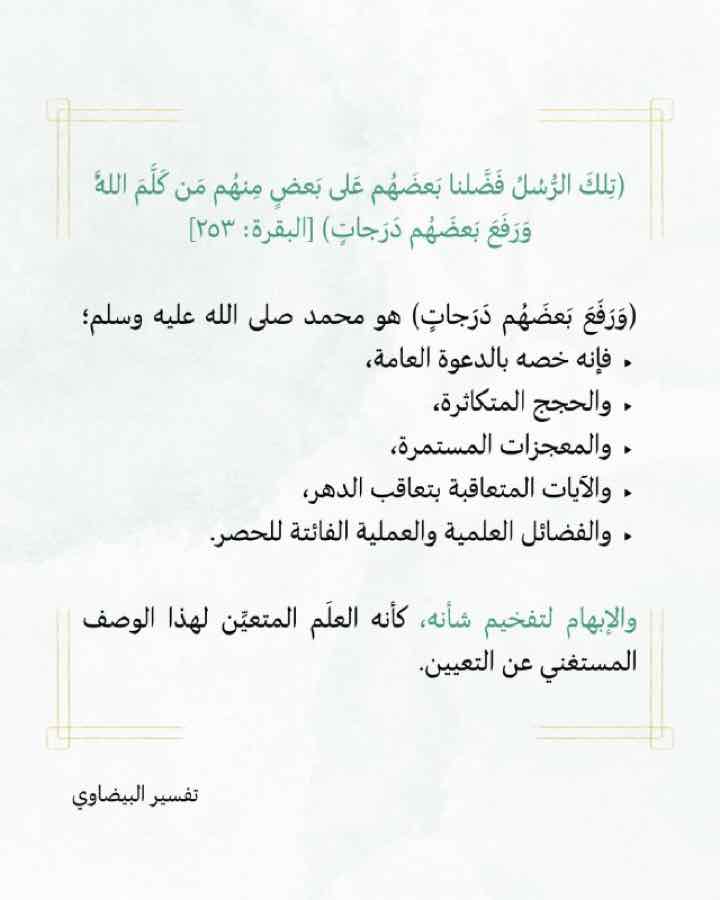 (تِلكَ الرُّسُلُ فَضَّلنا بَعضَهُم عَلى بَعضٍ مِنهُم مَن كَلَّمَ اللهُ
وَرَفَعَ بَعضَهُم دَرَجاتٍ) [البقرة: ٢٥٣]
(وَرَفَعَ بَعضَهُم دَرَجاتٍ) هو محمد صلى الله عليه وسلم؛
‣ فإنه خصه بالدعوة العامة،
‣ والحجج المتكاثرة،
‣ والمعجزات المستمرة،
‣ والآيات المتعاقبة بتعاقب الدهر،
‣ والفضائل العلمية والعملية الفائتة للحصر.
والإبهام لتفخيم شأنه، كأنه العلَم المتعيِّن لهذا الوصف
المستغني عن التعيين.
تفسير البيضاوي